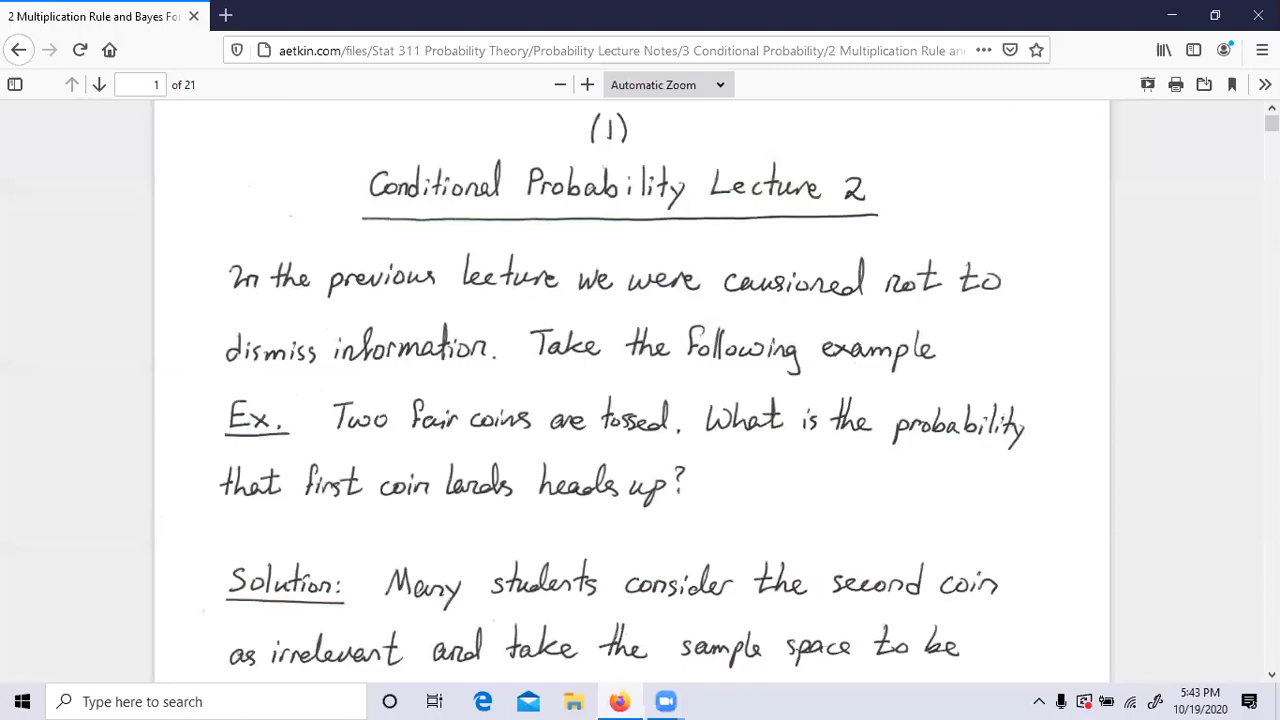 2 Multiplication Rule and Bayes Fo
aetkin.com/files/Stat 311 Probability Theory/Probability Lecture Notes/3 Conditional Probability/2 Multiplication Rule an
1 of 21
Automatic Zoom
(1)
Conditional Probability Lecture 2
In the previous lecture we were causioned not to
dismiss information. Take the following example
Ex. Two fair coins are tossed. What is the probability
that first coin lands heads up?
Solution: Many students consider the second coin
as irrelevant and take the sample space to be
Type here to search
5:43 PM
10/19/2020